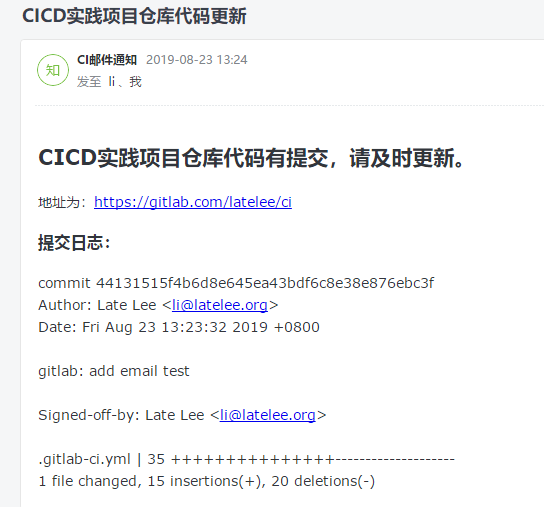 CICD实践项目仓库代码更新
知
CI邮件通知 2019-08-23 13:24
发至 li 、我
CICD实践项目仓库代码有提交，请及时更新。
地址为：https://gitlab.com/latelee/ci
提交日志：
commit 44131515f4b6d8e645ea43bdf6c8e38e876ebc3f
Author: Late Lee <li@latelee.org>
Date: Fri Aug 23 13:23:32 2019 +0800
gitlab: add email test
Signed-off-by: Late Lee <li@latelee.org>
.gitlab-ci.yml | 35 +++++++++++++++--------------------
1 file changed, 15 insertions(+), 20 deletions(-)